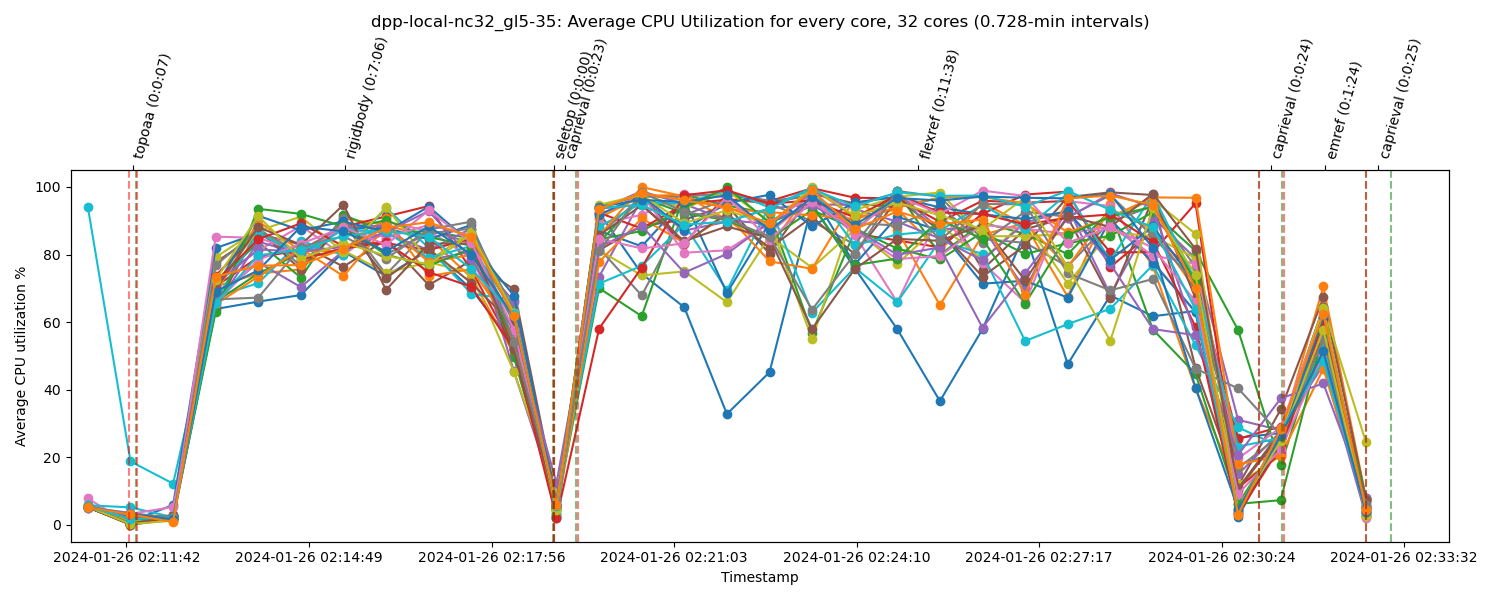 dpp-local-nc32_gl5-35: Average CPU Utilization for every core, 32 cores (0.728-min intervals)
topoaa (0:0:07)
rigidbody (0:7:06)
seletop (0:0:00)
caprieval (0:0:23)
flexref (0:11:38)
caprieval (0:0:24)
emref (0:1:24)
caprieval (0:0:25)
Average CPU utilization %
100
80
60
40
20
0
2024-01-26 02:11:42
2024-01-26 02:14:49
2024-01-26 02:17:56
2024-01-26 02:21:03
2024-01-26 02:24:10
2024-01-26 02:27:17
2024-01-26 02:30:24
2024-01-26 02:33:32
Timestamp